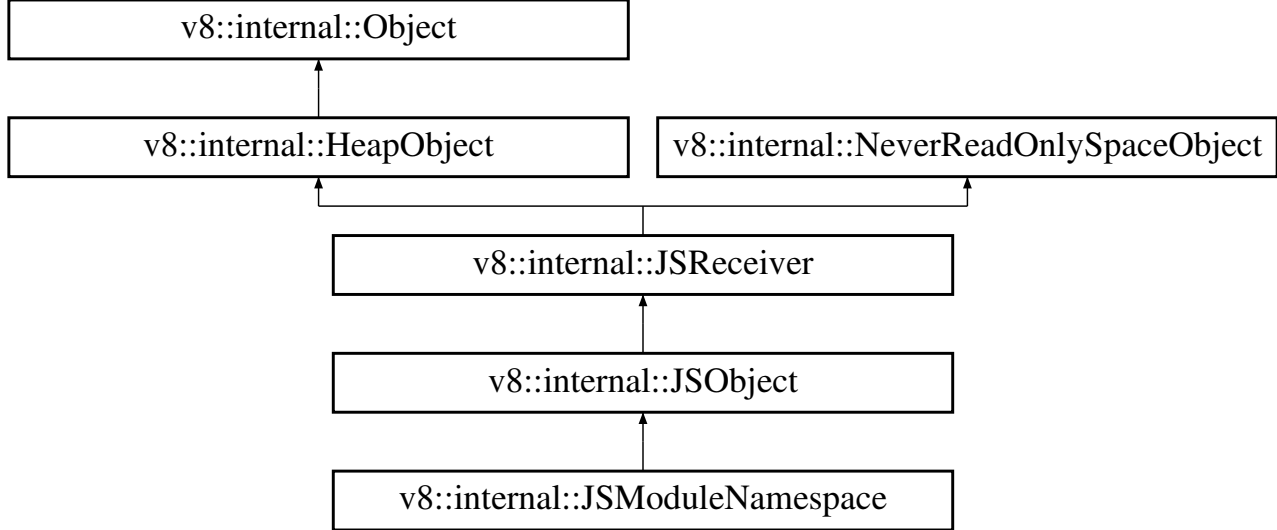 v8::internal::Object
v8::internal::HeapObject
v8::internal::NeverReadOnlySpaceObject
v8::internal::JSReceiver
v8::internal::JSObject
v8::internal::JSModuleNamespace